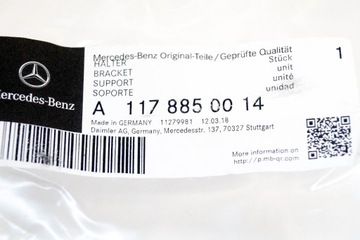 Mercedes-Benz
Mercedes-Benz Original-Teile/Geprüfte Qualität
HALTER Stück 1
BRACKET unit
SUPPORT unité
SOPORTE unidad
A 117 885 00 14
Made in GERMANY 11279981 12.03.18
Daimler AG, Germany, Mercedesstr. 137, 70327 Stuttgart
More information on
http://p.mb-qr.com